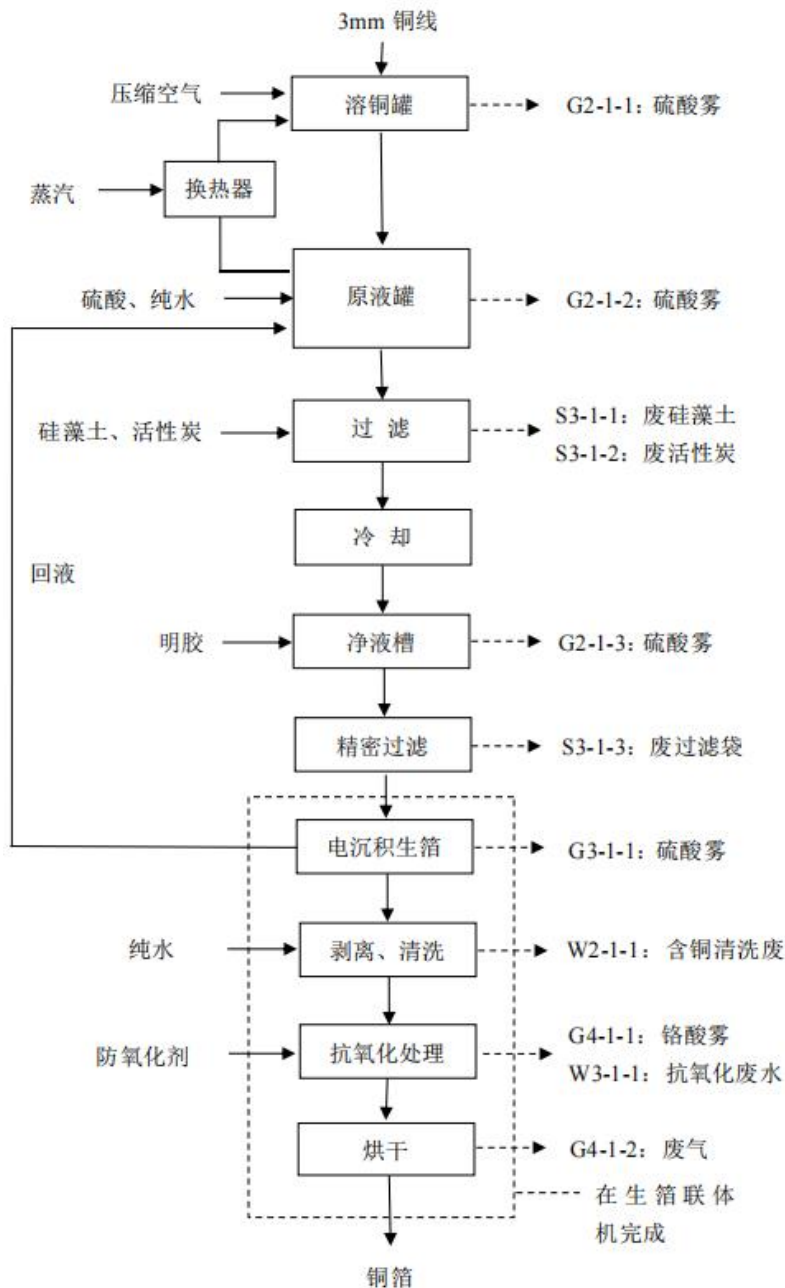 3mm 铜线
压缩空气
溶铜罐
G2-1-1：硫酸雾
蒸汽
换热器
硫酸、纯水
原液罐
G2-1-2：硫酸雾
硅藻土、活性炭
过 滤
S3-1-1：废硅藻土
S3-1-2：废活性炭
冷 却
回液
明胶
净液槽
G2-1-3：硫酸雾
精密过滤
S3-1-3：废过滤袋
电沉积生箔
G3-1-1：硫酸雾
纯水
剥离、清洗
W2-1-1：含铜清洗废
防氧化剂
抗氧化处理
G4-1-1：铬酸雾
W3-1-1：抗氧化废水
烘干
G4-1-2：废气
在生箔联体
机完成
铜箔